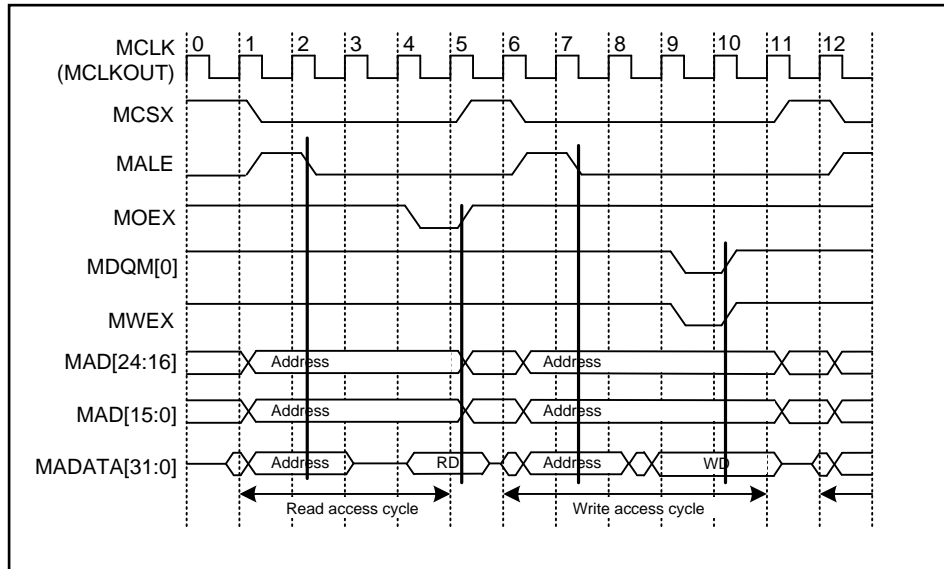 0 1 2 3 4 5 6 7 8 9 10 11 12
MCLK
(MCLKOUT)
MCSX
MALE
MOEX
MDQM[0]
MWEX
MAD[24:16] Address Address
MAD[15:0] Address Address
MADATA[31:0] Address RD Address WD
Read access cycle Write access cycle